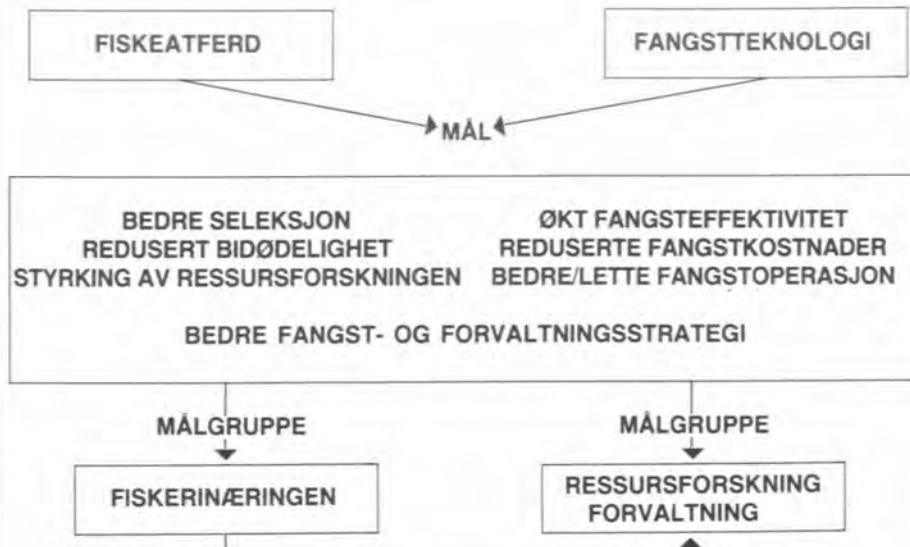 FISKEATFERD
FANGSTTEKNOLOGI
MÅL
BEDRE SELEKSJON
REDUSERT BIDØDELIGHET
STYRKING AV RESSURSFORSKNINGEN
ØKT FANGSTEFFEKTIVITET
REDUSERTE FANGSTKOSTNADER
BEDRE/LETTE FANGSTOPERASJON
BEDRE FANGST- OG FORVALTNINGSSTRATEGI
MÅLGRUPPE
MÅLGRUPPE
FISKERINÆRINGEN
RESSURSFORSKNING
FORVALTNING